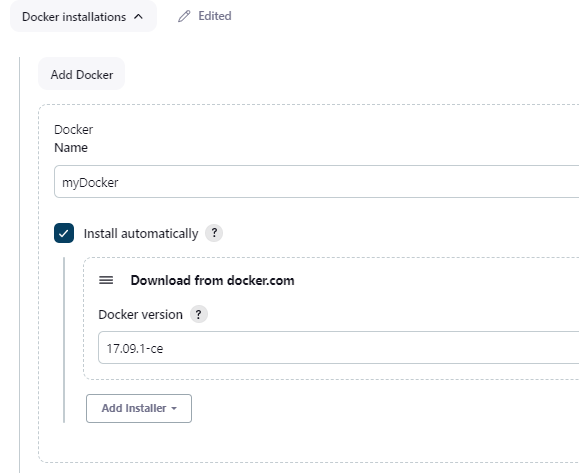 Docker installations
Edited
Add Docker
Docker
Name
myDocker
Install automatically ?
Download from docker.com
Docker version ?
17.09.1-ce
Add Installer